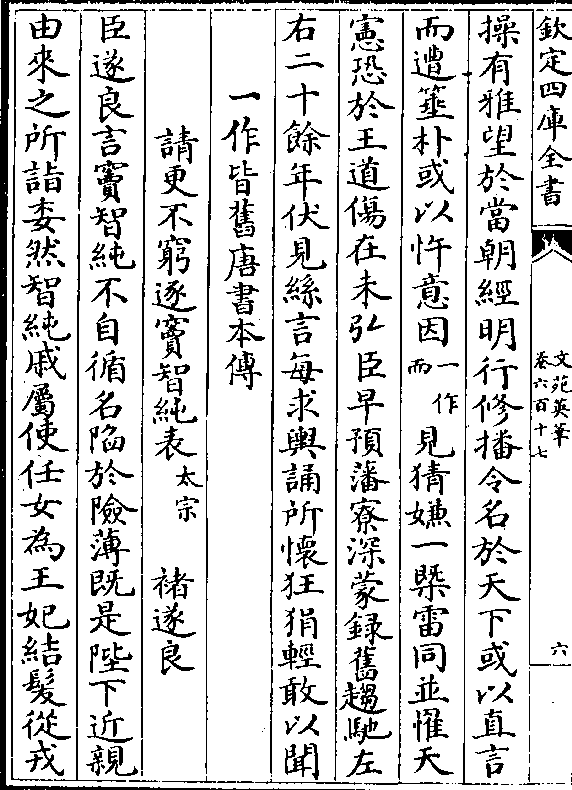 欽定四庫全書
文苑英華
卷六百十七
六
操有雅望於當朝經明行修播令名於天下或以直言
而遭箠朴或以忤意因一作而見猜嫌一槩雷同並罹天
憲恐於王道傷在未弘臣早預藩寮深蒙録舊趨馳左
右二十餘年伏見絲言每求輿誦所懷狂狷輕敢以聞
一作皆舊唐書本傳
請更不窮逐竇智純表太宗 褚遂良
臣遂良言竇智純不自循名陷於險薄既是陛下近親
由來之所詣委然智純戚屬使任女為王妃結髮從戎